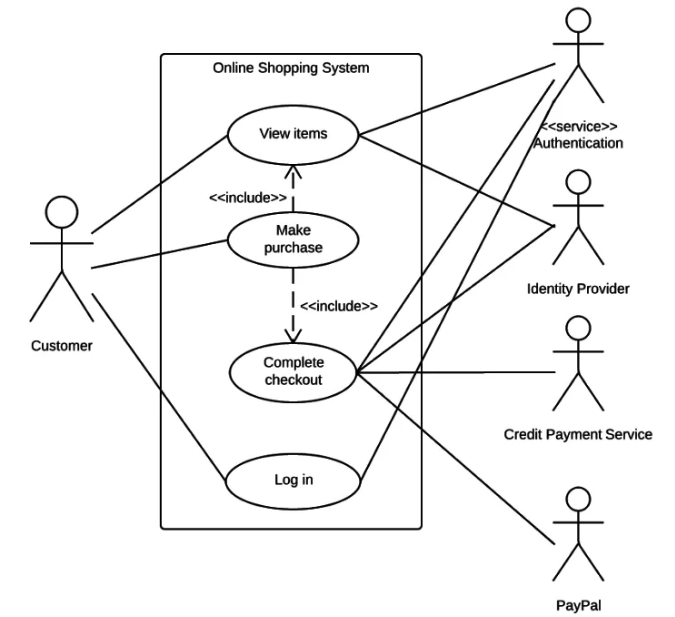 Online Shopping System
View items
<<service>>
Authentication
<<include>>
Make
purchase
Identity Provider
<<include>>
Customer
Complete
checkout
Credit Payment Service
Log in
PayPal